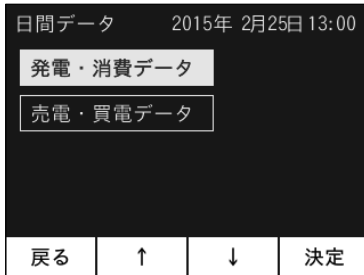 日間データ 2015年 2月25日 13:00
発電・消費データ
売電・買電データ
戻る ↑ ↓ 決定